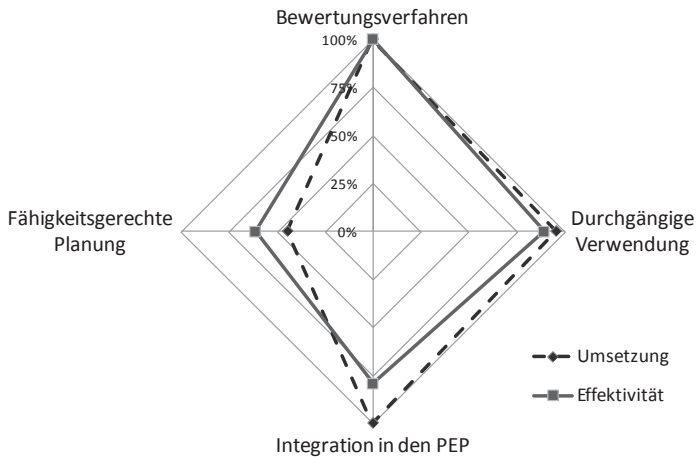 Bewertungsverfahren
100%
75%
50%
25%
0%
Fähigkeitsgerechte
Planung
Durchgängige
Verwendung
Umsetzung
Effektivität
Integration in den PEP